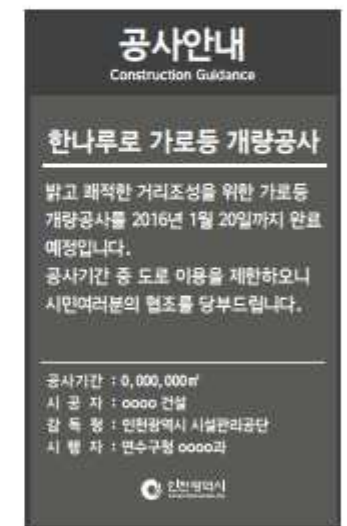 공사안내
Construction Guidance
한나루로 가로등 개량공사
밝고 쾌적한 거리조성을 위한 가로등
개량공사를 2016년 1월 20일까지 완료
예정입니다.
공사기간 중 도로 이용을 제한하오니
시민여러분의 협조를 당부드립니다.
공사기간 : 0,000,000㎡
시 공 자 : oooo 건설
감 독 청 : 인천광역시 시설관리공단
시 행 자 : 연수구청 oooo과
인천광역시